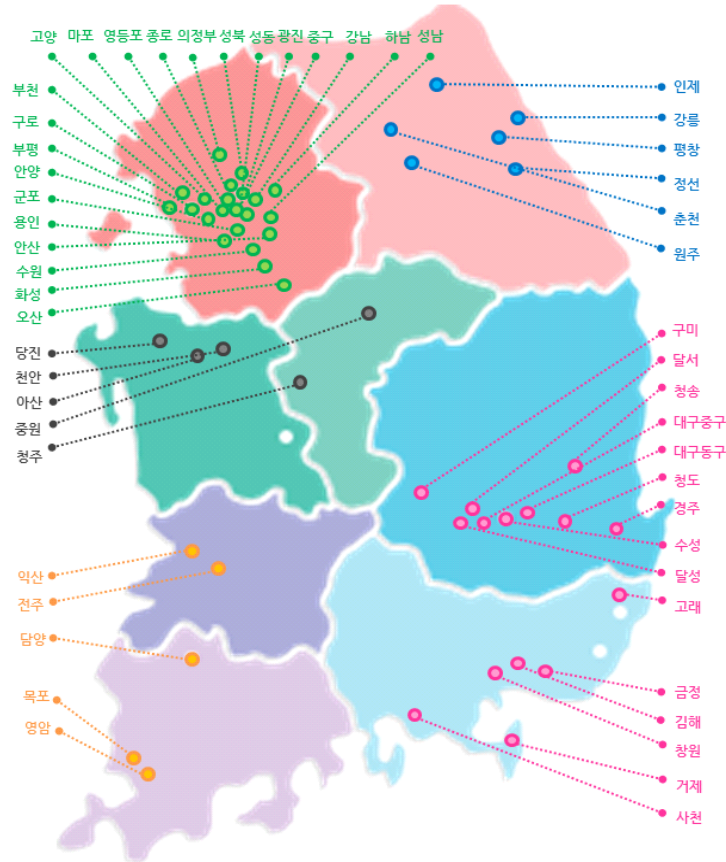 고양 마포 영등포 종로 의정부 성북 성동 광진 중구 강남 하남 성남
부천
구로
부평
안양
군포
용인
안산
수원
화성
오산
당진
천안
아산
중원
청주
익산
전주
담양
목포
영암
인제
강릉
평창
정선
춘천
원주
구미
달서
청송
대구중구
대구동구
청도
경주
수성
달성
고래
금정
김해
창원
거제
사천